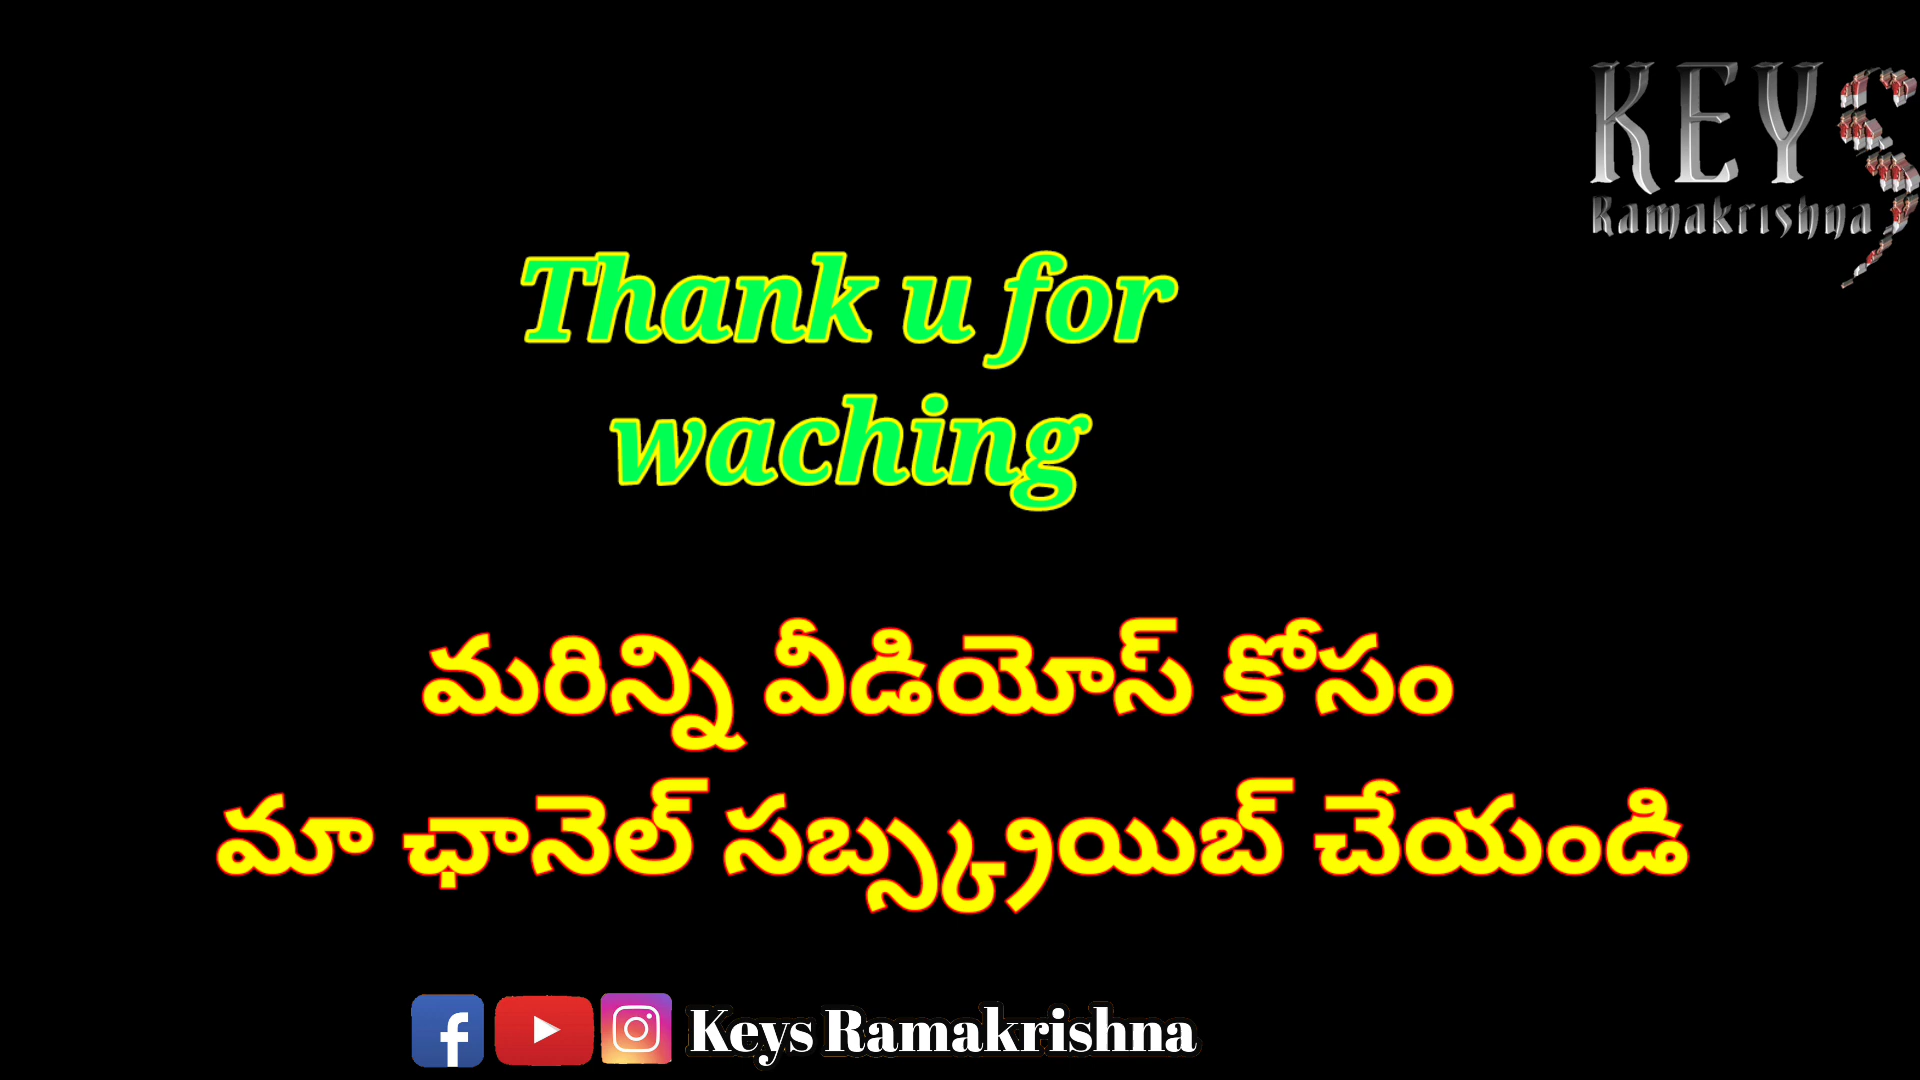 KEYS
Ramakrishna
Thank u for
waching
మరిన్ని వీడియోస్ కోసం
మా ఛానెల్ సబ్స్క్రయిబ్ చేయండి
Keys Ramakrishna